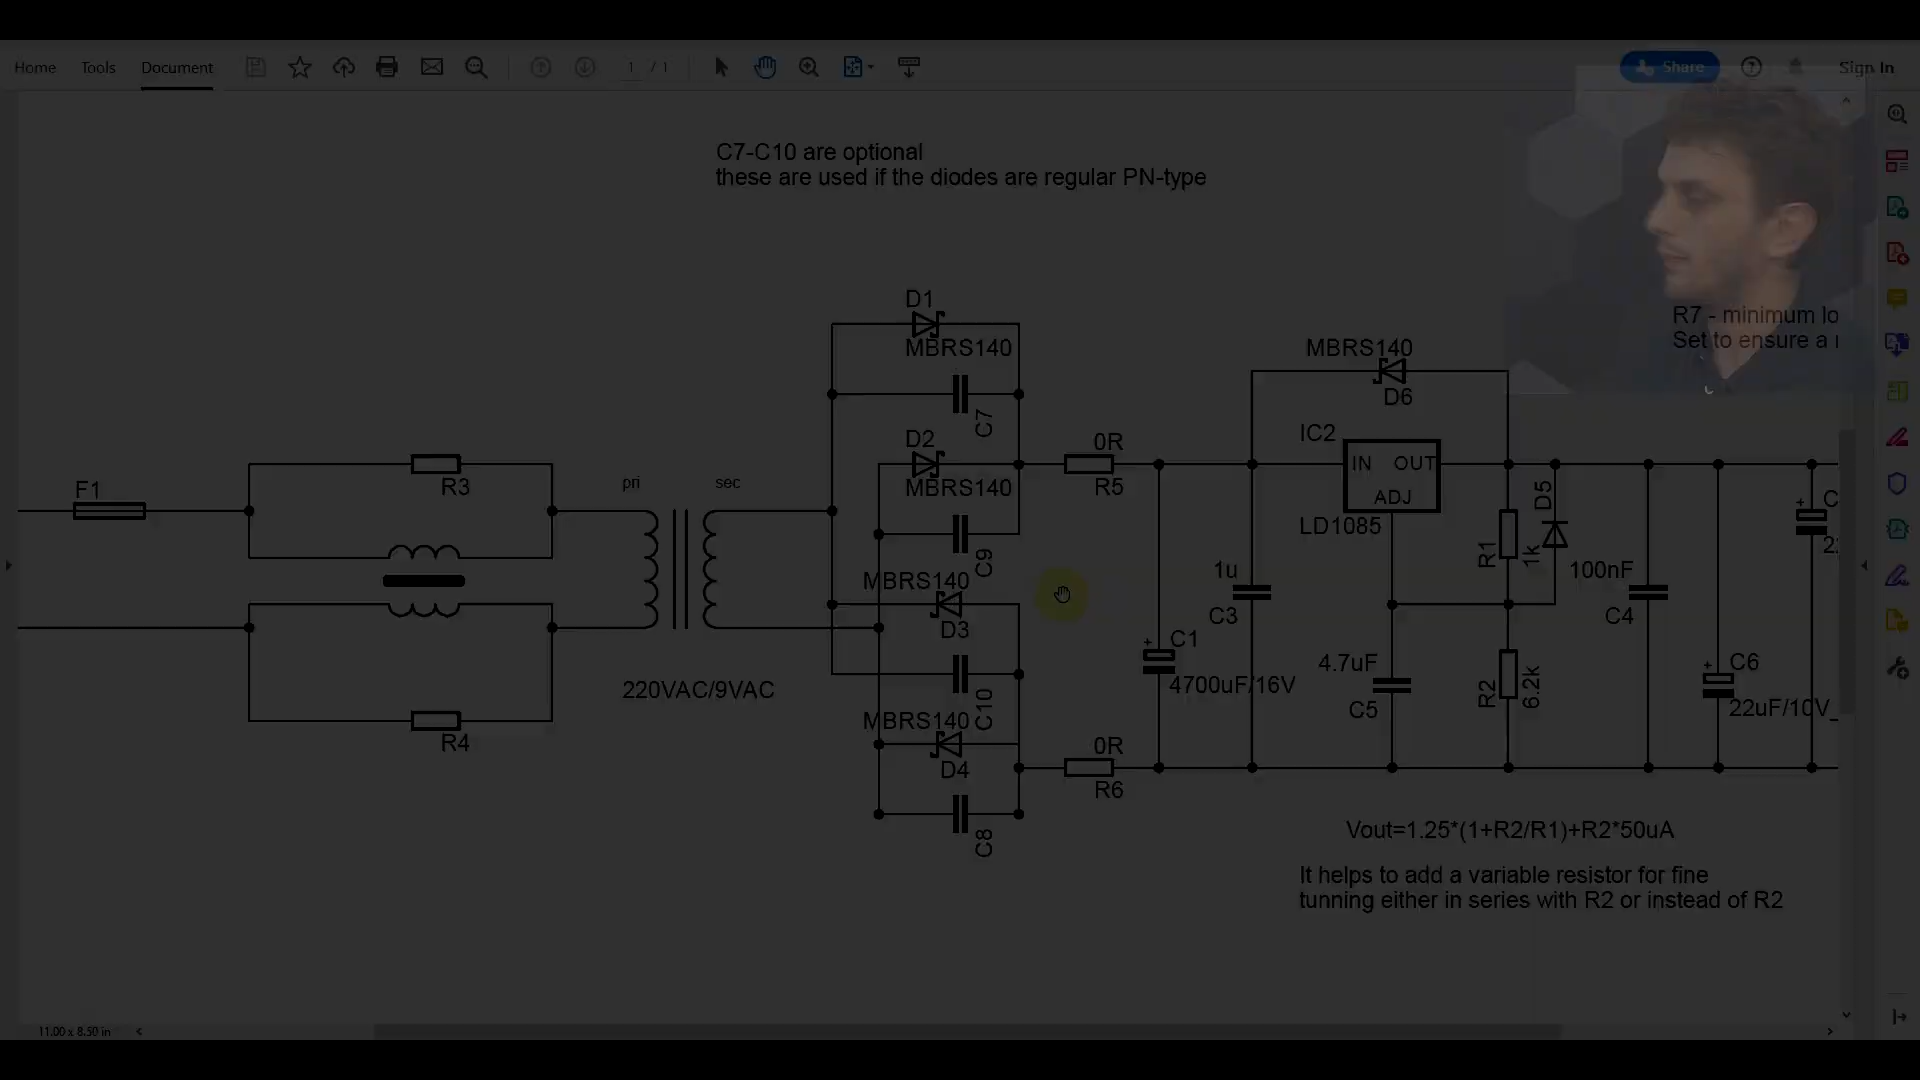 Home Tools Document 1 / 1 Share Sign In
C7-C10 are optional
these are used if the diodes are regular PN-type
R7 - minimum lo
Set to ensure a
D1
MBRS140
C7
D2
MBRS140
C9
MBRS140
D3
C10
MBRS140
D4
C8
F1
R3
R4
pri
sec
220VAC/9VAC
0R
R5
0R
R6
MBRS140
D6
IC2
IN OUT
ADJ
LD1085
1u
C3
+
C1
4700uF/16V
4.7uF
C5
R1
1k
D5
R2
6.2k
100nF
C4
+
C6
22uF/10V_
+
C
22
Vout=1.25*(1+R2/R1)+R2*50uA
It helps to add a variable resistor for fine
tunning either in series with R2 or instead of R2
11.00 x 8.50 in